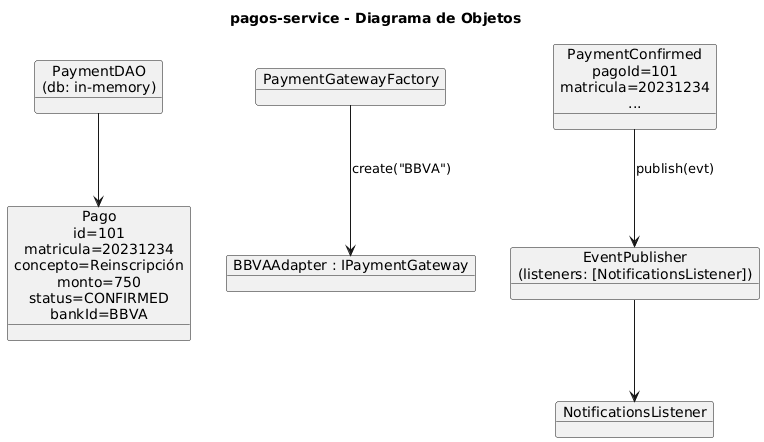 pagos-service - Diagrama de Objetos
PaymentDAO
(db: in-memory)
PaymentGatewayFactory
PaymentConfirmed
pagoId=101
matricula=20231234
...
create("BBVA")
publish(evt)
Pago
id=101
matricula=20231234
concepto=Reinscripción
monto=750
status=CONFIRMED
bankId=BBVA
BBVAAdapter : IPaymentGateway
EventPublisher
(listeners: [NotificationsListener])
NotificationsListener